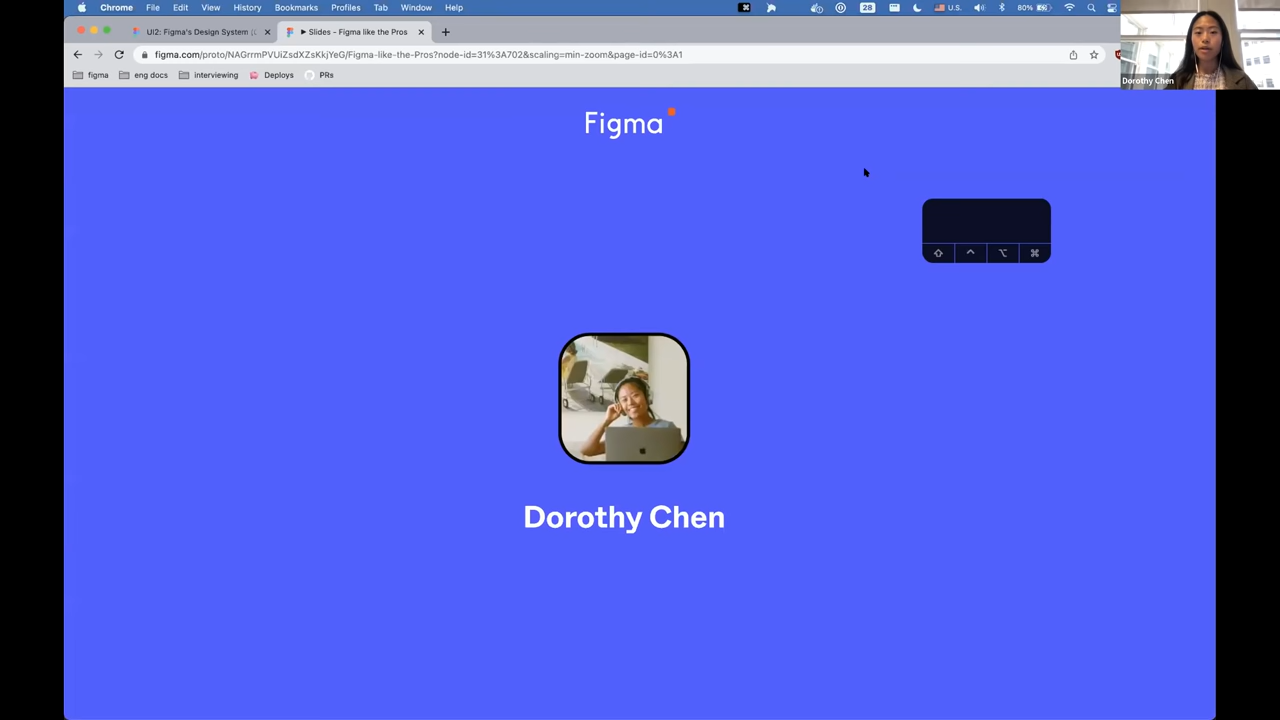 Chrome File Edit View History Bookmarks Profiles Tab Window Help
28 U.S. 80%
UI2: Figma's Design System (L
Slides - Figma like the Pros
figma.com/proto/NAGrrmPVUiZsdXZsKkjYeG/Figma-like-the-Pros?node-id=31%3A702&scaling=min-zoom&page-id=0%3A1
figma eng docs interviewing Deploys PRs
Dorothy Chen
Figma
Dorothy Chen